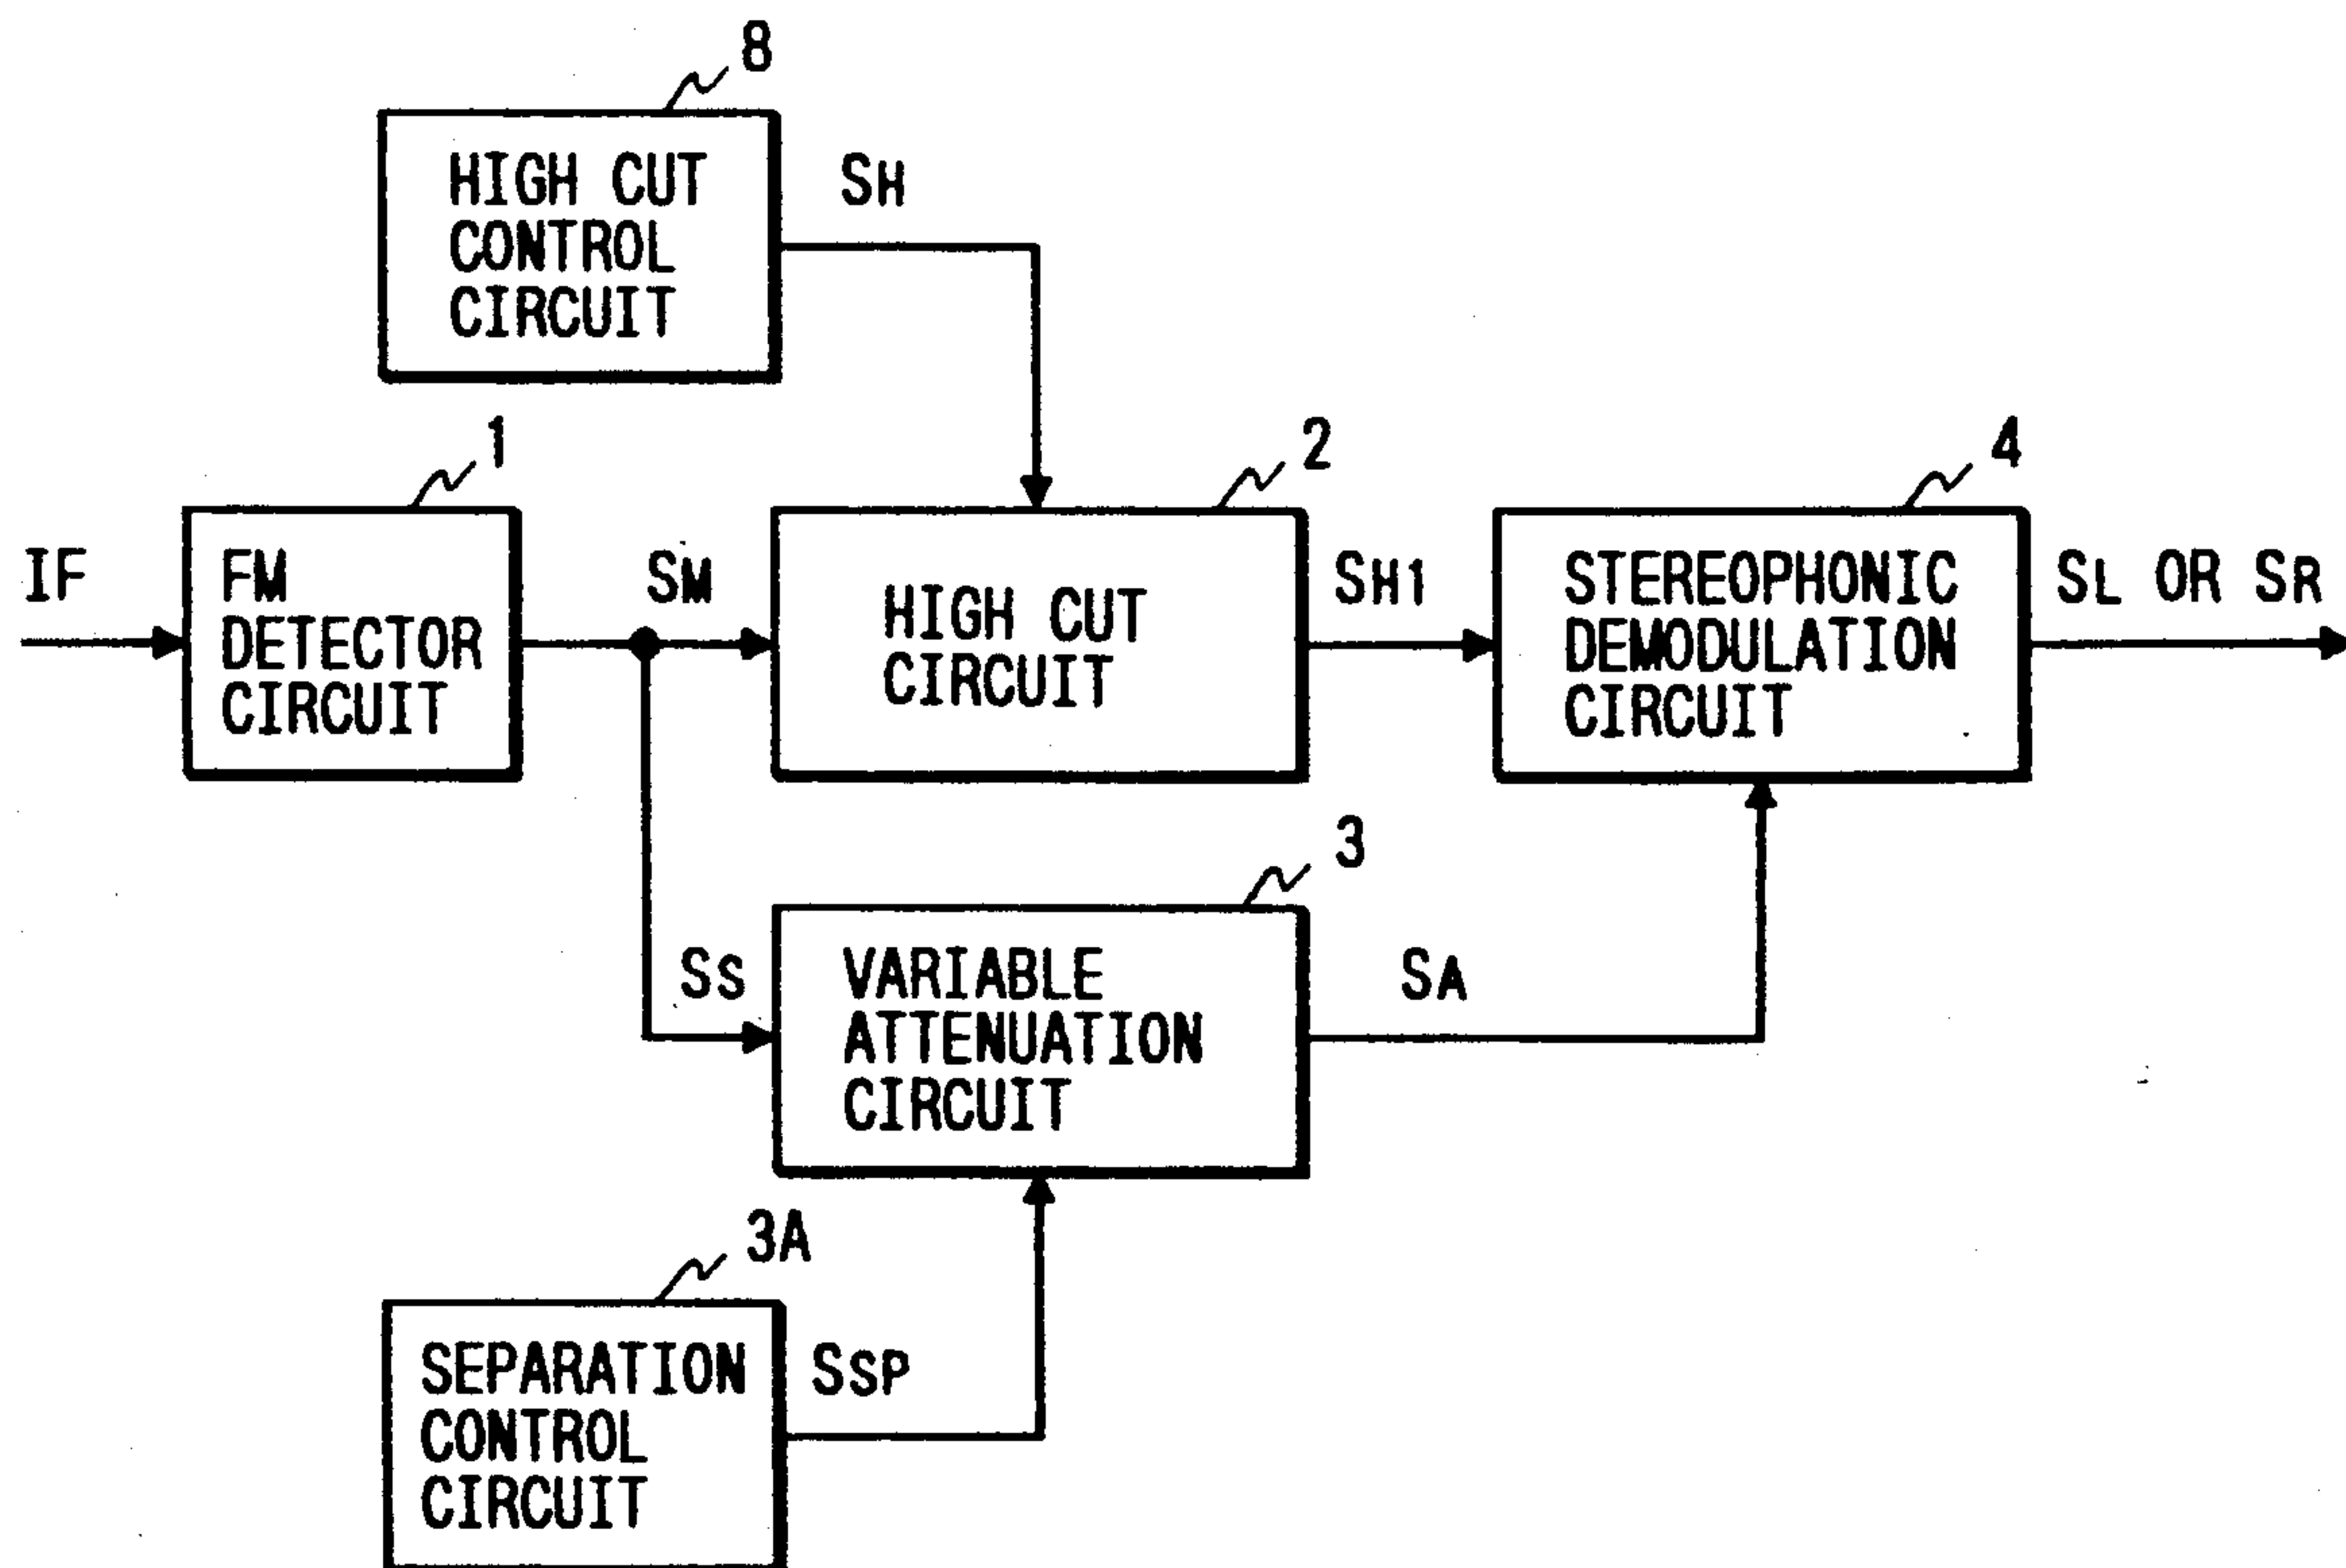 8
HIGH CUT
CONTROL
CIRCUIT
SH
1
2
4
IF
FM
DETECTOR
CIRCUIT
SM
HIGH CUT
CIRCUIT
SH1
STEREOPHONIC
DEMODULATION
CIRCUIT
SL OR SR
3
SS
VARIABLE
ATTENUATION
CIRCUIT
SA
3A
SEPARATION
CONTROL
CIRCUIT
SSP